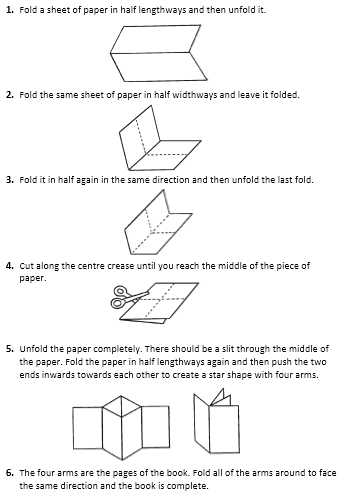 1. Fold a sheet of paper in half lengthways and then unfold it.
2. Fold the same sheet of paper in half widthways and leave it folded.
3. Fold it in half again in the same direction and then unfold the last fold.
4. Cut along the centre crease until you reach the middle of the piece of
paper.
5. Unfold the paper completely. There should be a slit through the middle of
the paper. Fold the paper in half lengthways again and then push the two
ends inwards towards each other to create a star shape with four arms.
6. The four arms are the pages of the book. Fold all of the arms around to face
the same direction and the book is complete.